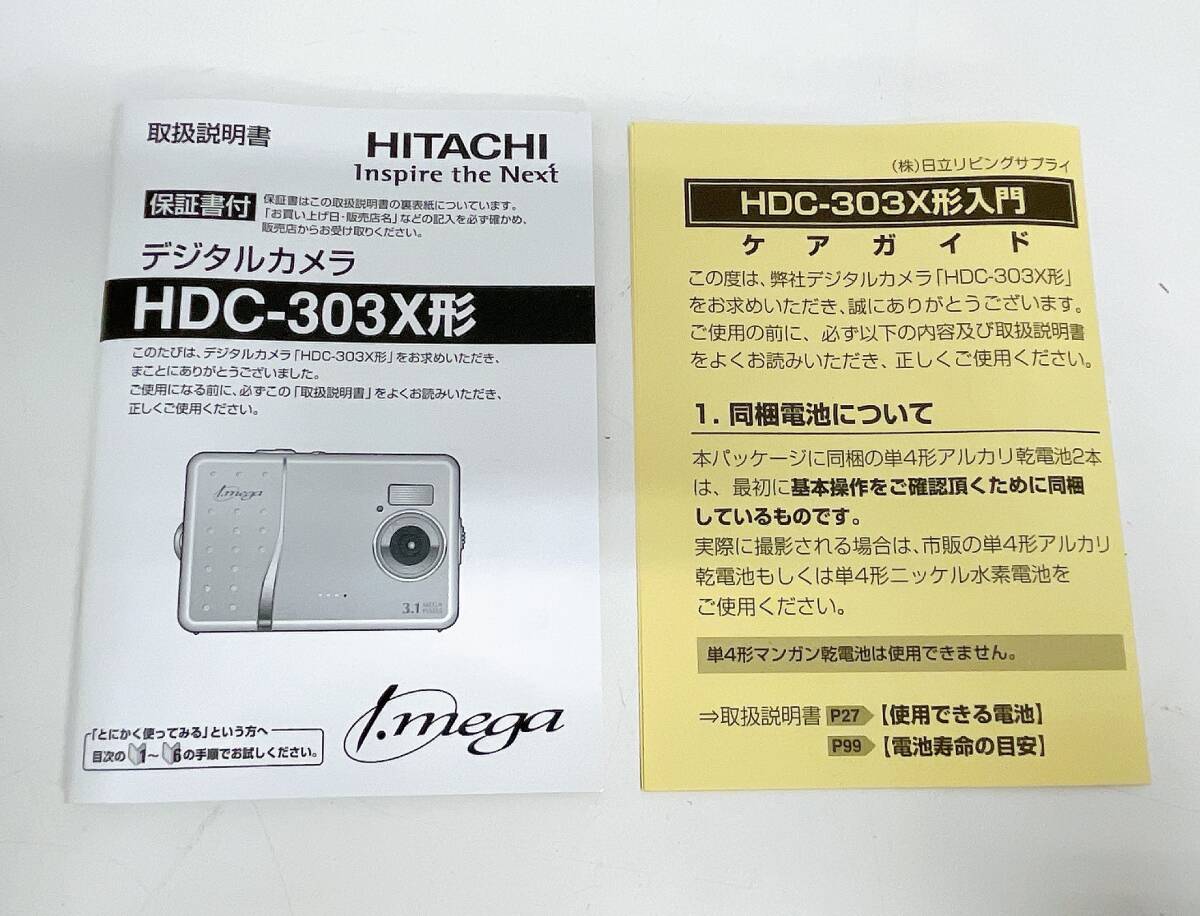 取扱説明書
HITACHI
Inspire the Next
保証書付
保証書はこの取扱説明書の裏表紙についています。
「お買い上げ日・販売店名」などの記入を必ず確かめ、
販売店からお受け取りください。
デジタルカメラ
HDC-303X形
このたびは、デジタルカメラ「HDC-303X形」をお求めいただき、
まことにありがとうございました。
ご使用になる前に、必ずこの「取扱説明書」をよくお読みいただき、
正しくご使用ください。
I.mega
3.1 MEGA
PIXELS
I.mega
「とにかく使ってみる」という方へ
目次の1～6の手順でお試しください。
(株)日立リビングサプライ
HDC-303X形入門
ケアガイド
この度は、弊社デジタルカメラ「HDC-303X形」
をお求めいただき、誠にありがとうございます。
ご使用の前に、必ず以下の内容及び取扱説明書
をよくお読みいただき、正しくご使用ください。
1. 同梱電池について
本パッケージに同梱の単4形アルカリ乾電池2本
は、最初に基本操作をご確認頂くために同梱
しているものです。
実際に撮影される場合は、市販の単4形アルカリ
乾電池もしくは単4形ニッケル水素電池を
ご使用ください。
単4形マンガン乾電池は使用できません。
⇒取扱説明書 P27 【使用できる電池】
P99 【電池寿命の目安】